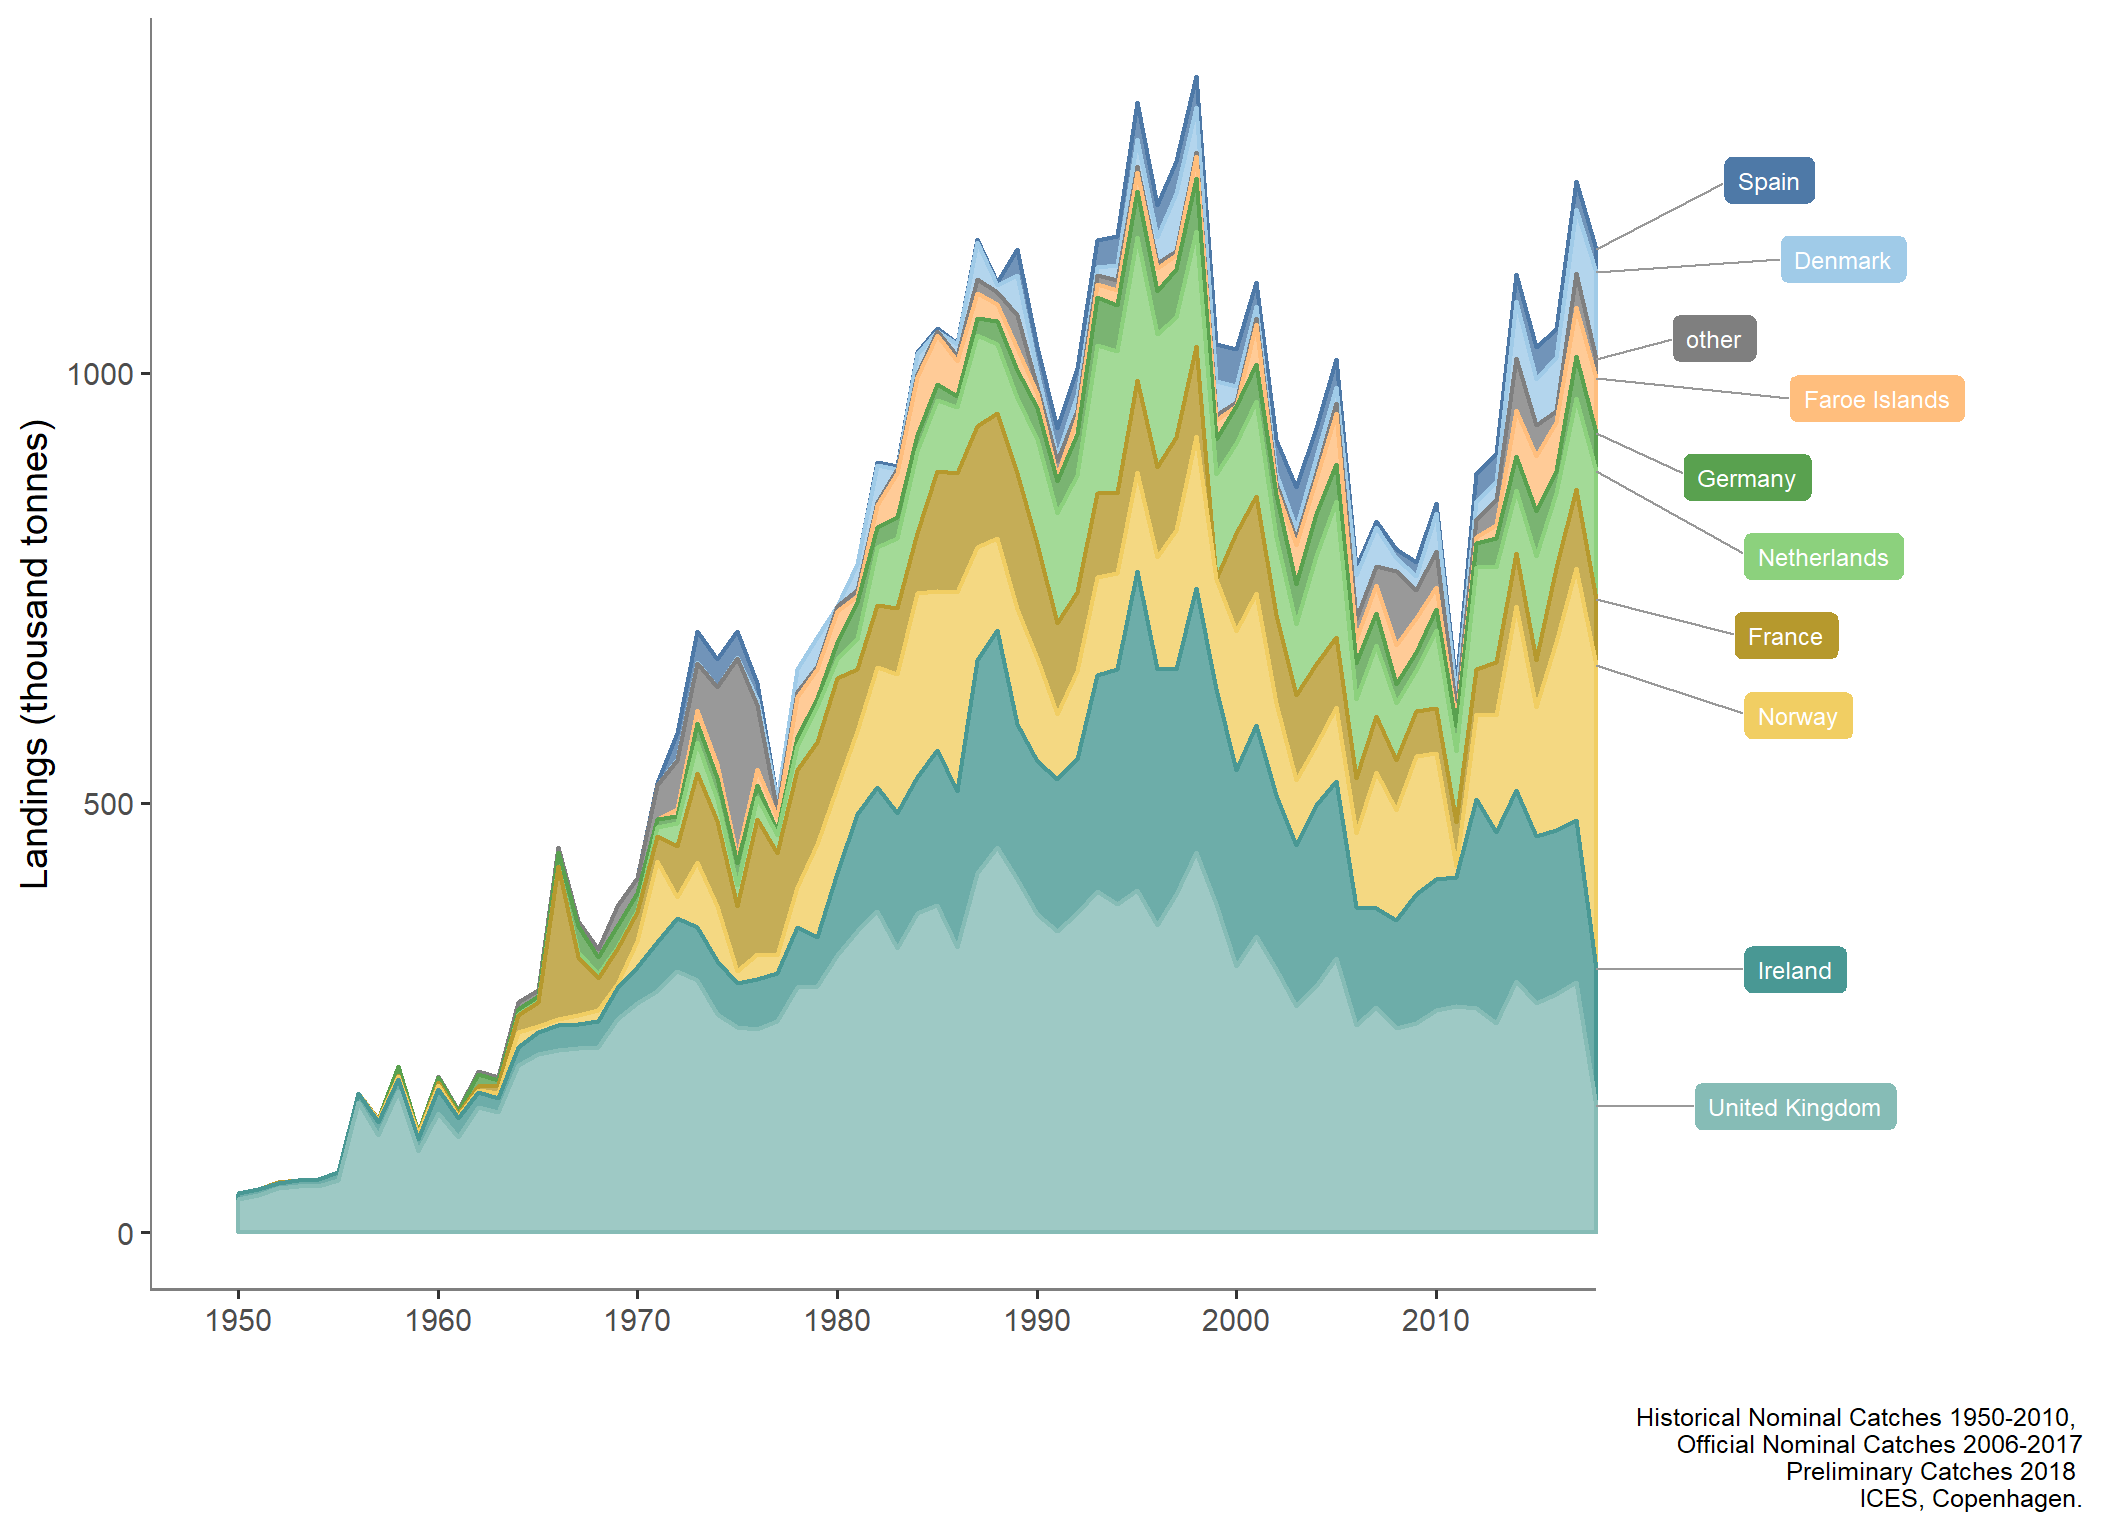 Landings (thousand tonnes)
1000
500
0
1950
1960
1970
1980
1990
2000
2010
Spain
Denmark
other
Faroe Islands
Germany
Netherlands
France
Norway
Ireland
United Kingdom
Historical Nominal Catches 1950-2010,
Official Nominal Catches 2006-2017
Preliminary Catches 2018
ICES, Copenhagen.